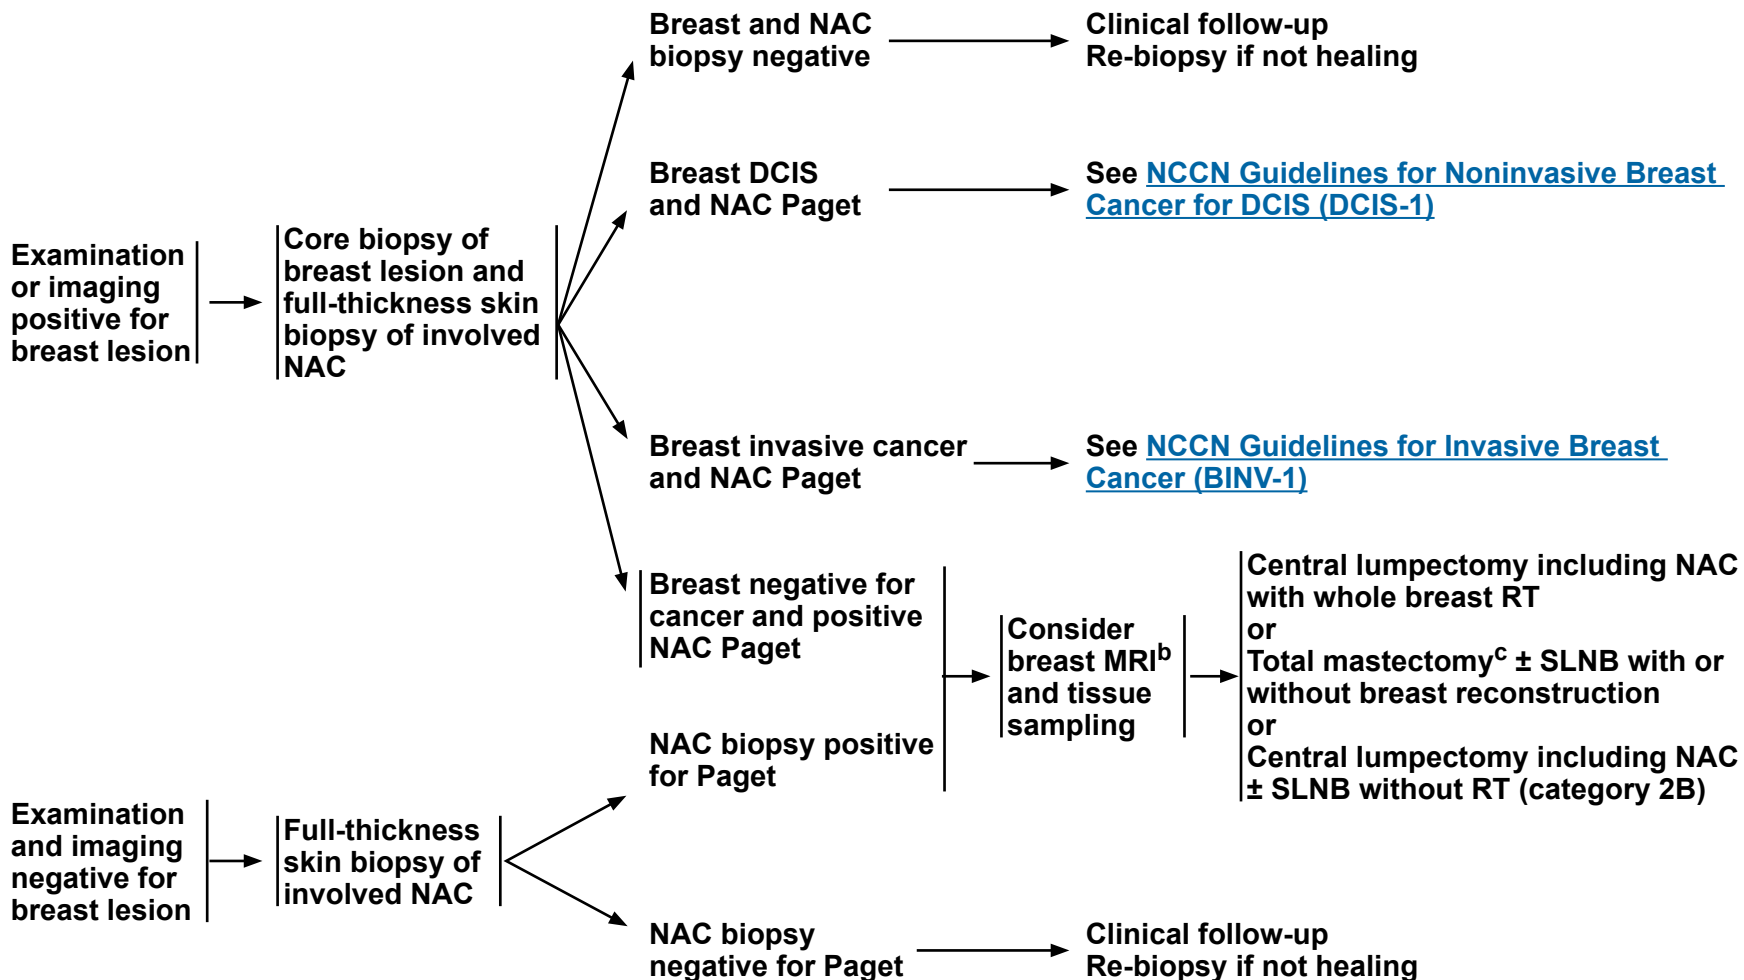 Breast and NAC
biopsy negative
Clinical follow-up
Re-biopsy if not healing
Breast DCIS
and NAC Paget
See NCCN Guidelines for Noninvasive Breast
Cancer for DCIS (DCIS-1)
Examination
or imaging
positive for
breast lesion
Core biopsy of
breast lesion and
full-thickness skin
biopsy of involved
NAC
Breast invasive cancer
and NAC Paget
See NCCN Guidelines for Invasive Breast
Cancer (BINV-1)
Breast negative for
cancer and positive
NAC Paget
Consider
breast MRIb
and tissue
sampling
Central lumpectomy including NAC
with whole breast RT
or
Total mastectomyc ± SLNB with or
without breast reconstruction
or
Central lumpectomy including NAC
± SLNB without RT (category 2B)
NAC biopsy positive
for Paget
Examination
and imaging
negative for
breast lesion
Full-thickness
skin biopsy of
involved NAC
NAC biopsy
negative for Paget
Clinical follow-up
Re-biopsy if not healing